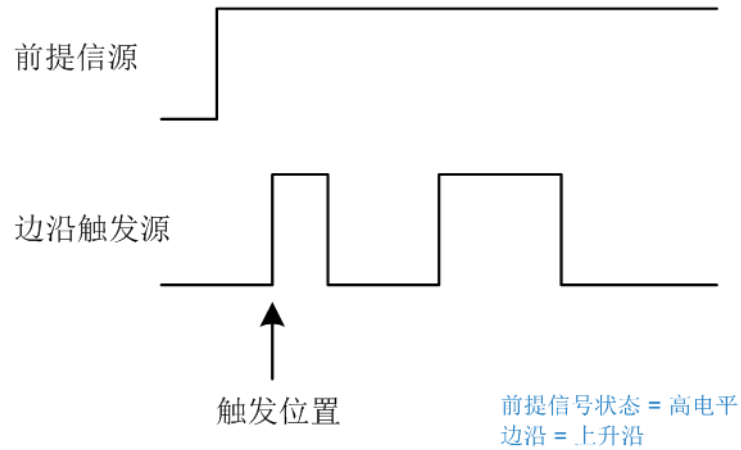 前提信源
边沿触发源
触发位置
前提信号状态 = 高电平
边沿 = 上升沿